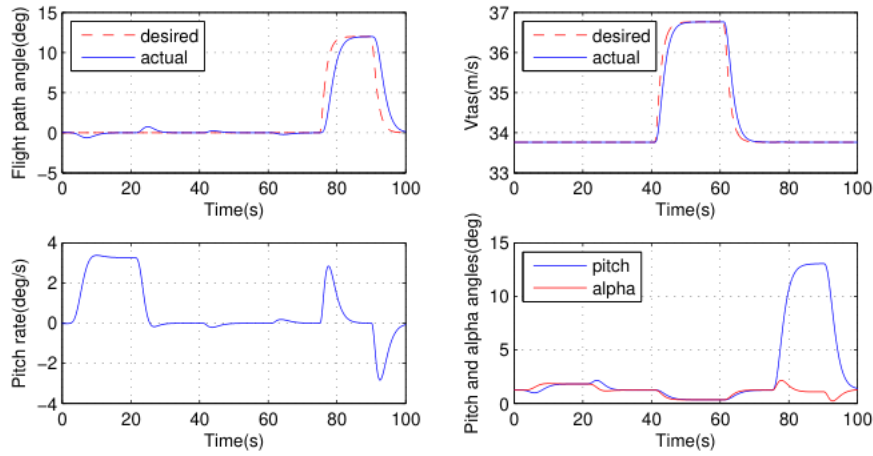 Flight path angle(deg)
15
10
5
0
−5
desired
actual
0 20 40 60 80 100
Time(s)
Vtas(m/s)
37
36
35
34
33
desired
actual
0 20 40 60 80 100
Time(s)
Pitch rate(deg/s)
4
2
0
−2
−4
0 20 40 60 80 100
Time(s)
Pitch and alpha angles(deg)
15
10
5
0
pitch
alpha
0 20 40 60 80 100
Time(s)